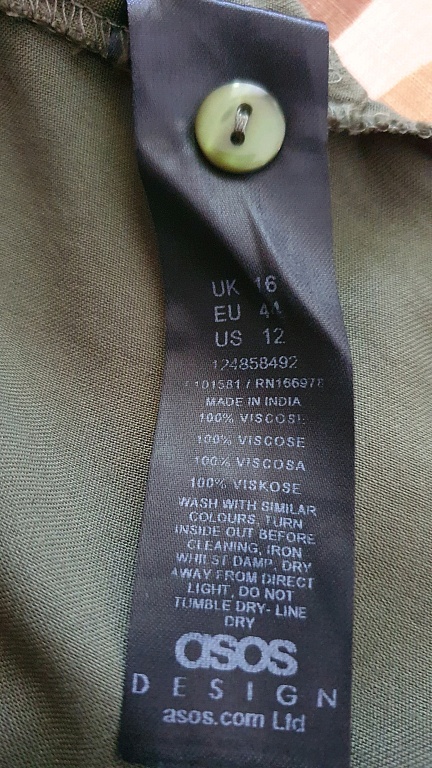 UK 16
EU 44
US 12
124858492
101581 / RN166978
MADE IN INDIA
100% VISCOSE
100% VISCOSE
100% VISCOSA
100% VISKOSE
WASH WITH SIMILAR
COLOURS, TURN
INSIDE OUT BEFORE
CLEANING, IRON
WHILST DAMP, DRY
AWAY FROM DIRECT
LIGHT, DO NOT
TUMBLE DRY- LINE
DRY
asos
DESIGN
asos.com Ltd